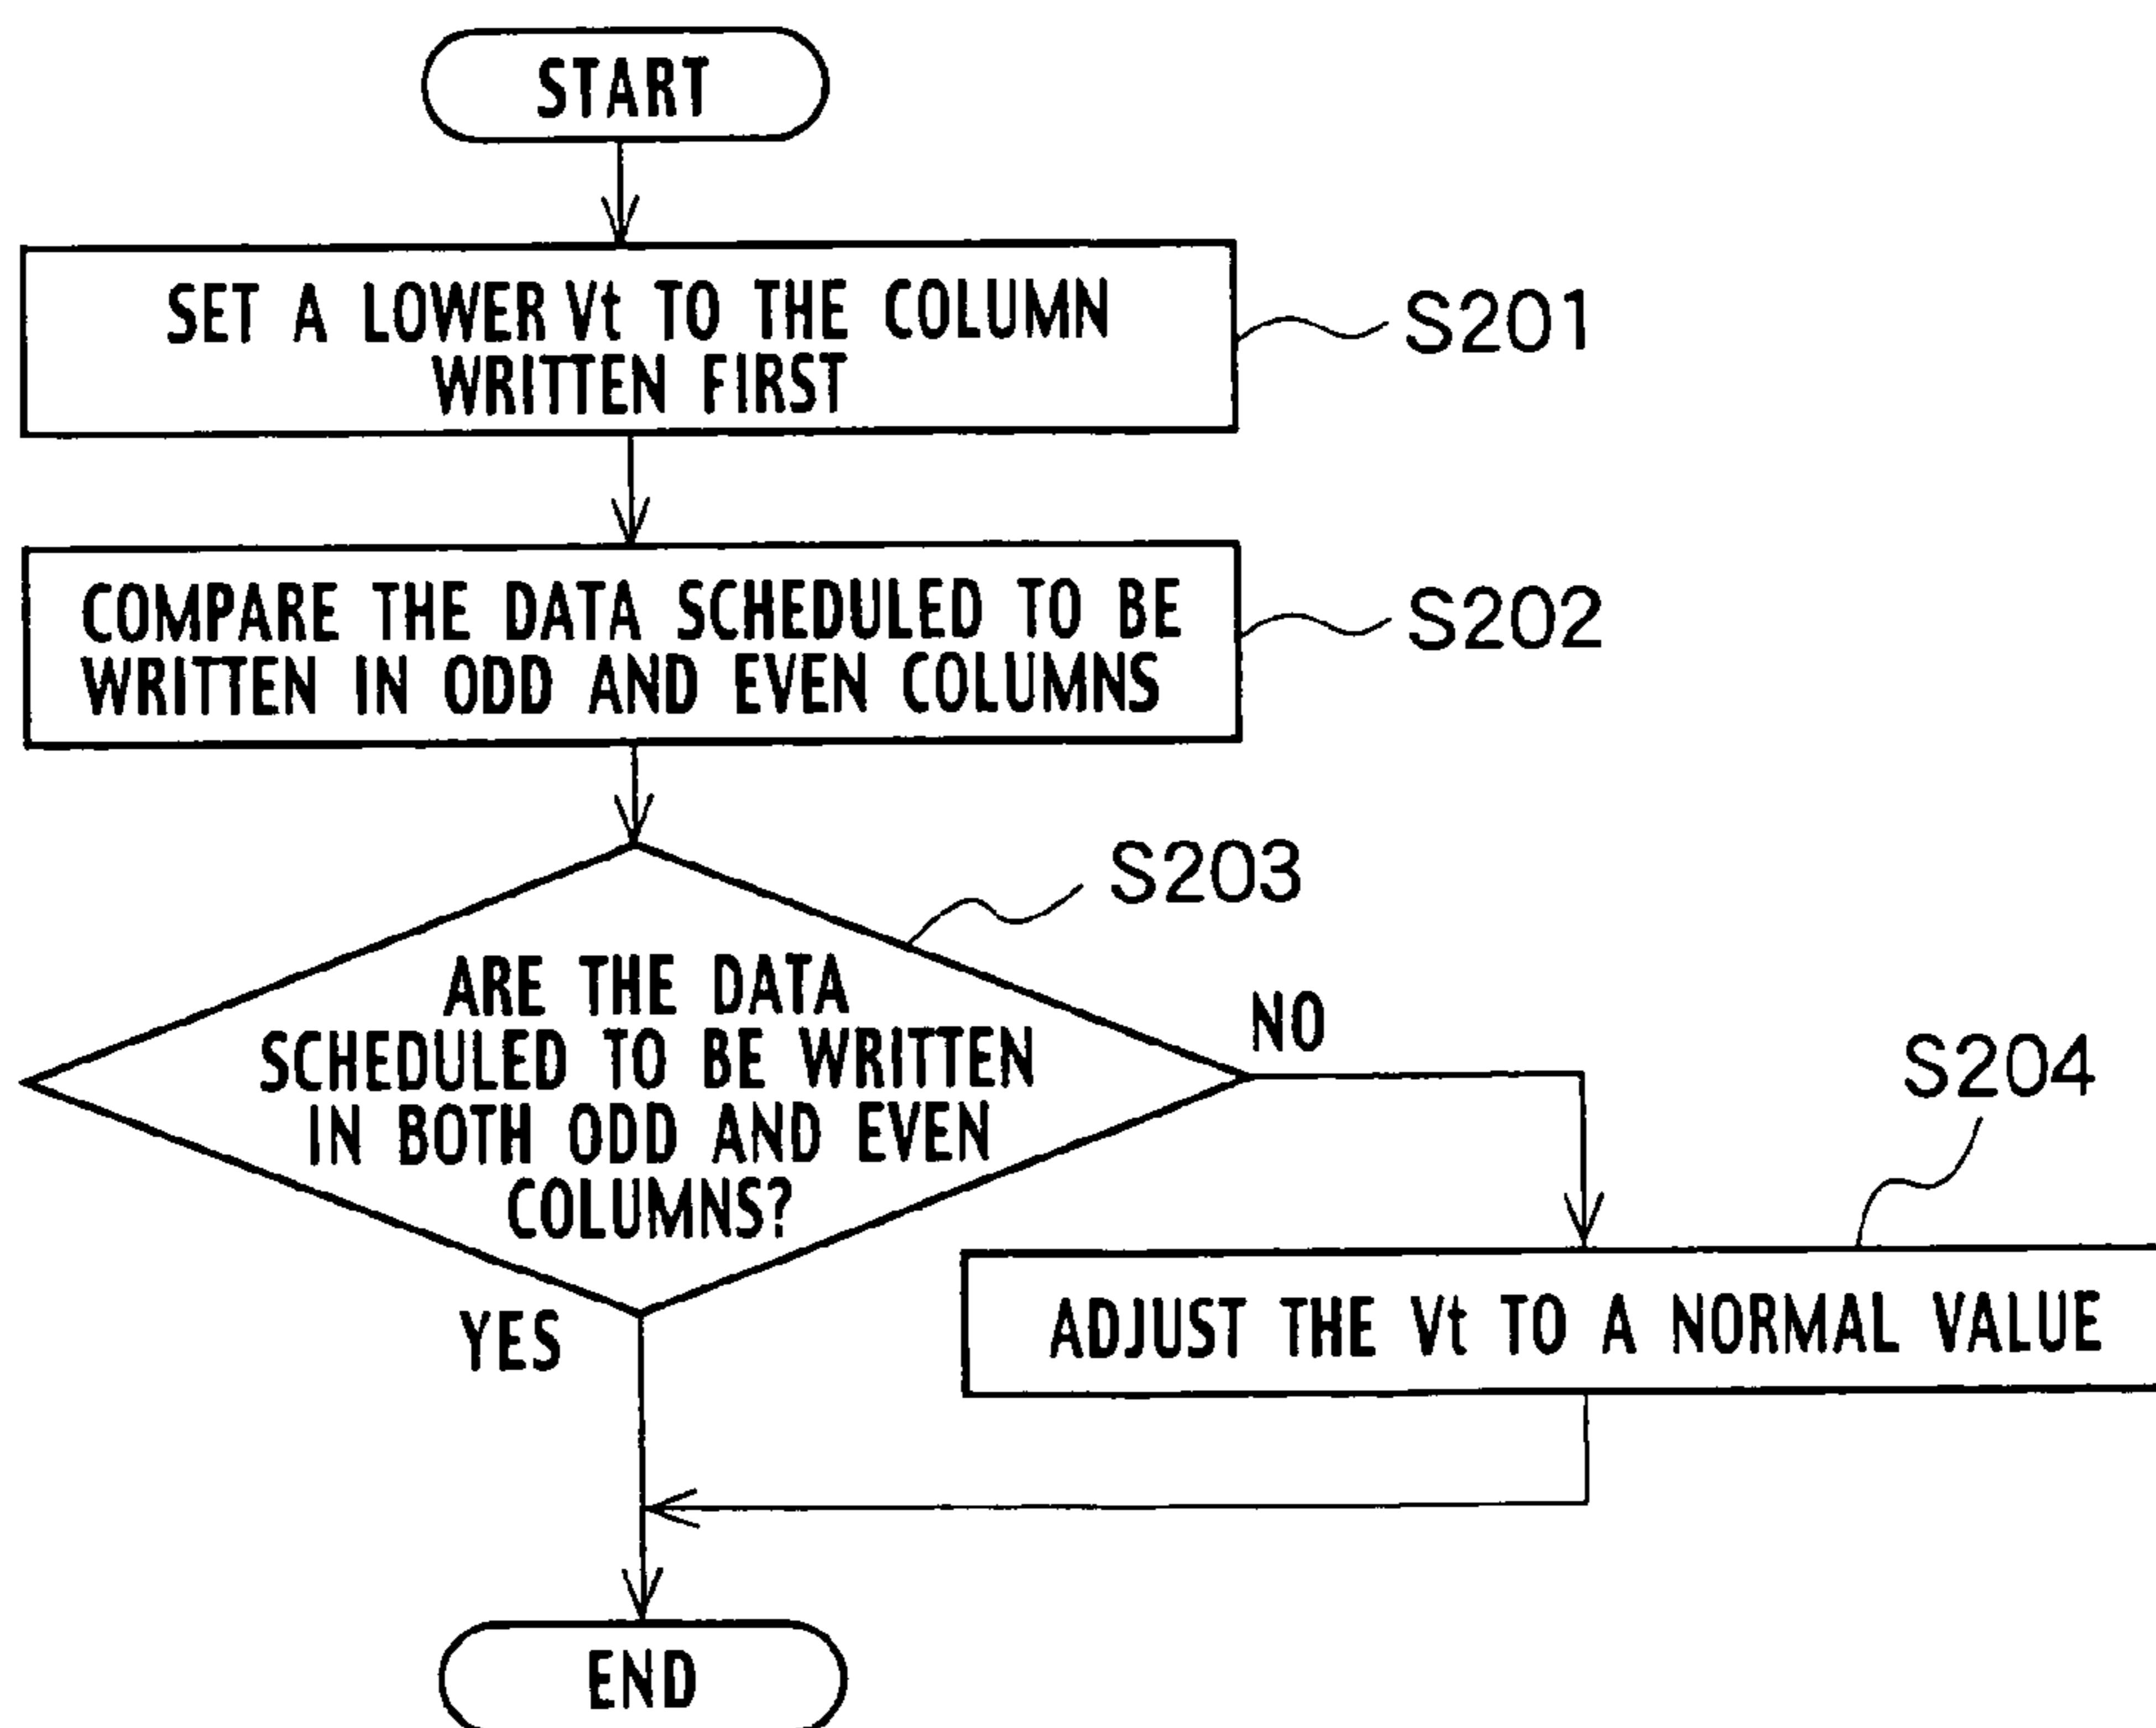 START
SET A LOWER Vt TO THE COLUMN
WRITTEN FIRST
S201
COMPARE THE DATA SCHEDULED TO BE
WRITTEN IN ODD AND EVEN COLUMNS
S202
S203
ARE THE DATA
SCHEDULED TO BE WRITTEN
IN BOTH ODD AND EVEN
COLUMNS?
NO
YES
S204
ADJUST THE Vt TO A NORMAL VALUE
END